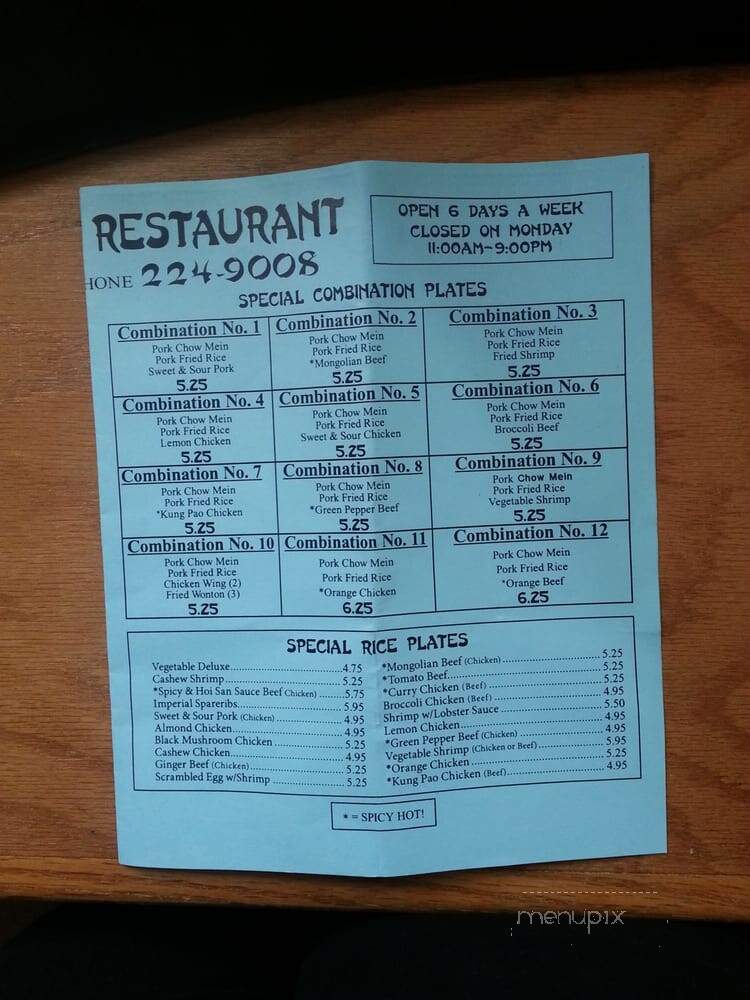 RESTAURANT
HONE 224-9008
OPEN 6 DAYS A WEEK
CLOSED ON MONDAY
11:00AM-9:00PM
SPECIAL COMBINATION PLATES
Combination No. 1
Pork Chow Mein
Pork Fried Rice
Sweet & Sour Pork
5.25
Combination No. 2
Pork Chow Mein
Pork Fried Rice
*Mongolian Beef
5.25
Combination No. 3
Pork Chow Mein
Pork Fried Rice
Fried Shrimp
5.25
Combination No. 4
Pork Chow Mein
Pork Fried Rice
Lemon Chicken
5.25
Combination No. 5
Pork Chow Mein
Pork Fried Rice
Sweet & Sour Chicken
5.25
Combination No. 6
Pork Chow Mein
Pork Fried Rice
Broccoli Beef
5.25
Combination No. 7
Pork Chow Mein
Pork Fried Rice
*Kung Pao Chicken
5.25
Combination No. 8
Pork Chow Mein
Pork Fried Rice
*Green Pepper Beef
5.25
Combination No. 9
Pork Chow Mein
Pork Fried Rice
Vegetable Shrimp
5.25
Combination No. 10
Pork Chow Mein
Pork Fried Rice
Chicken Wing (2)
Fried Wonton (3)
5.25
Combination No. 11
Pork Chow Mein
Pork Fried Rice
*Orange Chicken
6.25
Combination No. 12
Pork Chow Mein
Pork Fried Rice
*Orange Beef
6.25
SPECIAL RICE PLATES
Vegetable Deluxe 4.75
Cashew Shrimp 5.25
*Spicy & Hoi San Sauce Beef Chicken) 5.75
Imperial Spareribs 5.95
Sweet & Sour Pork (Chicken) 4.95
Almond Chicken 4.95
Black Mushroom Chicken 5.25
Cashew Chicken 4.95
Ginger Beef (Chicken) 5.25
Scrambled Egg w/Shrimp 5.25
*Mongolian Beef (Chicken) 5.25
*Tomato Beef 5.25
*Curry Chicken (Beef) 5.25
Broccoli Chicken (Beef) 4.95
Shrimp w/Lobster Sauce 5.50
Lemon Chicken 4.95
*Green Pepper Beef (Chicken) 4.95
Vegetable Shrimp (Chicken or Beef) 5.95
*Orange Chicken 5.25
*Kung Pao Chicken (Beef) 4.95
* = SPICY HOT!
menupix